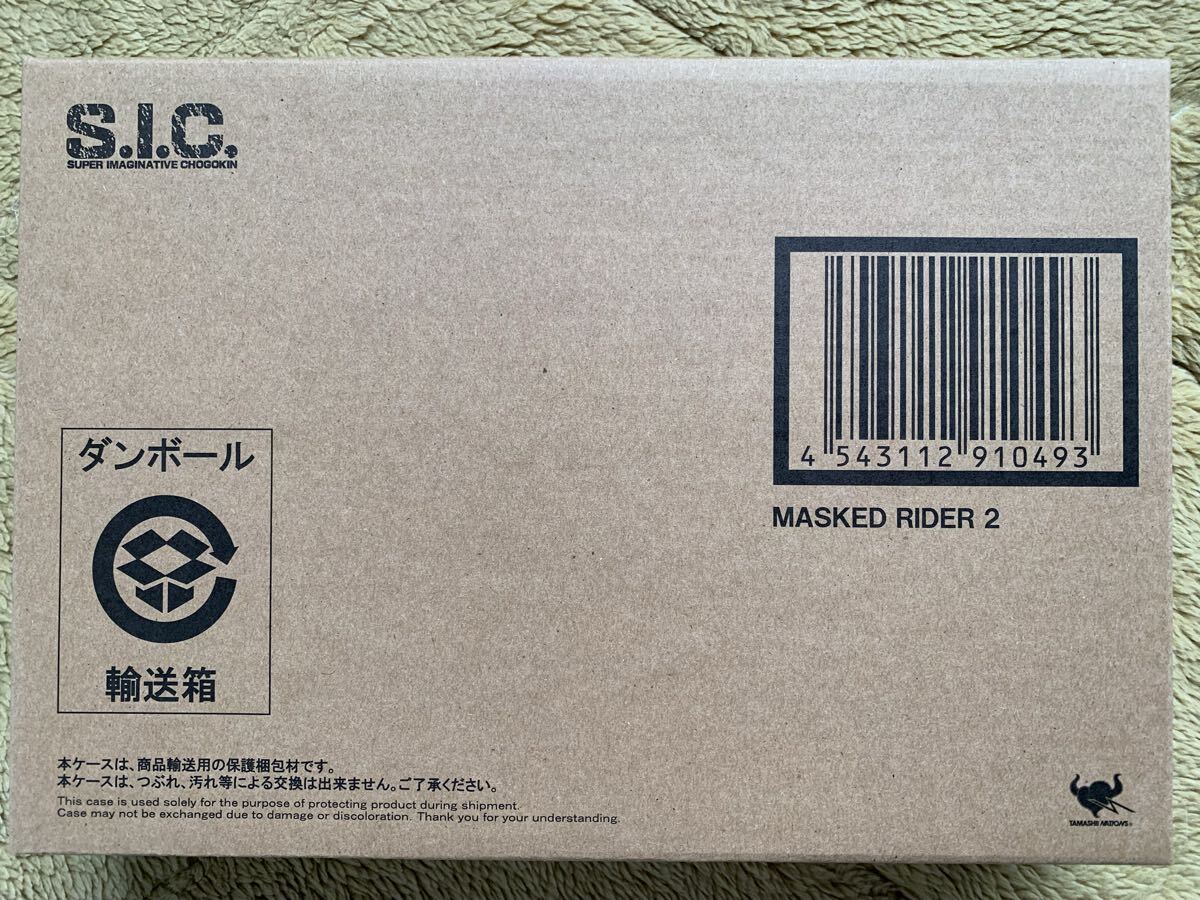 S.I.C.
SUPER IMAGINATIVE CHOGOKIN
4 543112 910493
MASKED RIDER 2
ダンボール
輸送箱
本ケースは、商品輸送用の保護梱包材です。
本ケースは、つぶれ、汚れ等による交換は出来ません。ご了承ください。
This case is used solely for the purpose of protecting product during shipment.
Case may not be exchanged due to damage or discoloration. Thank you for your understanding.
TAMASHII NATIONS